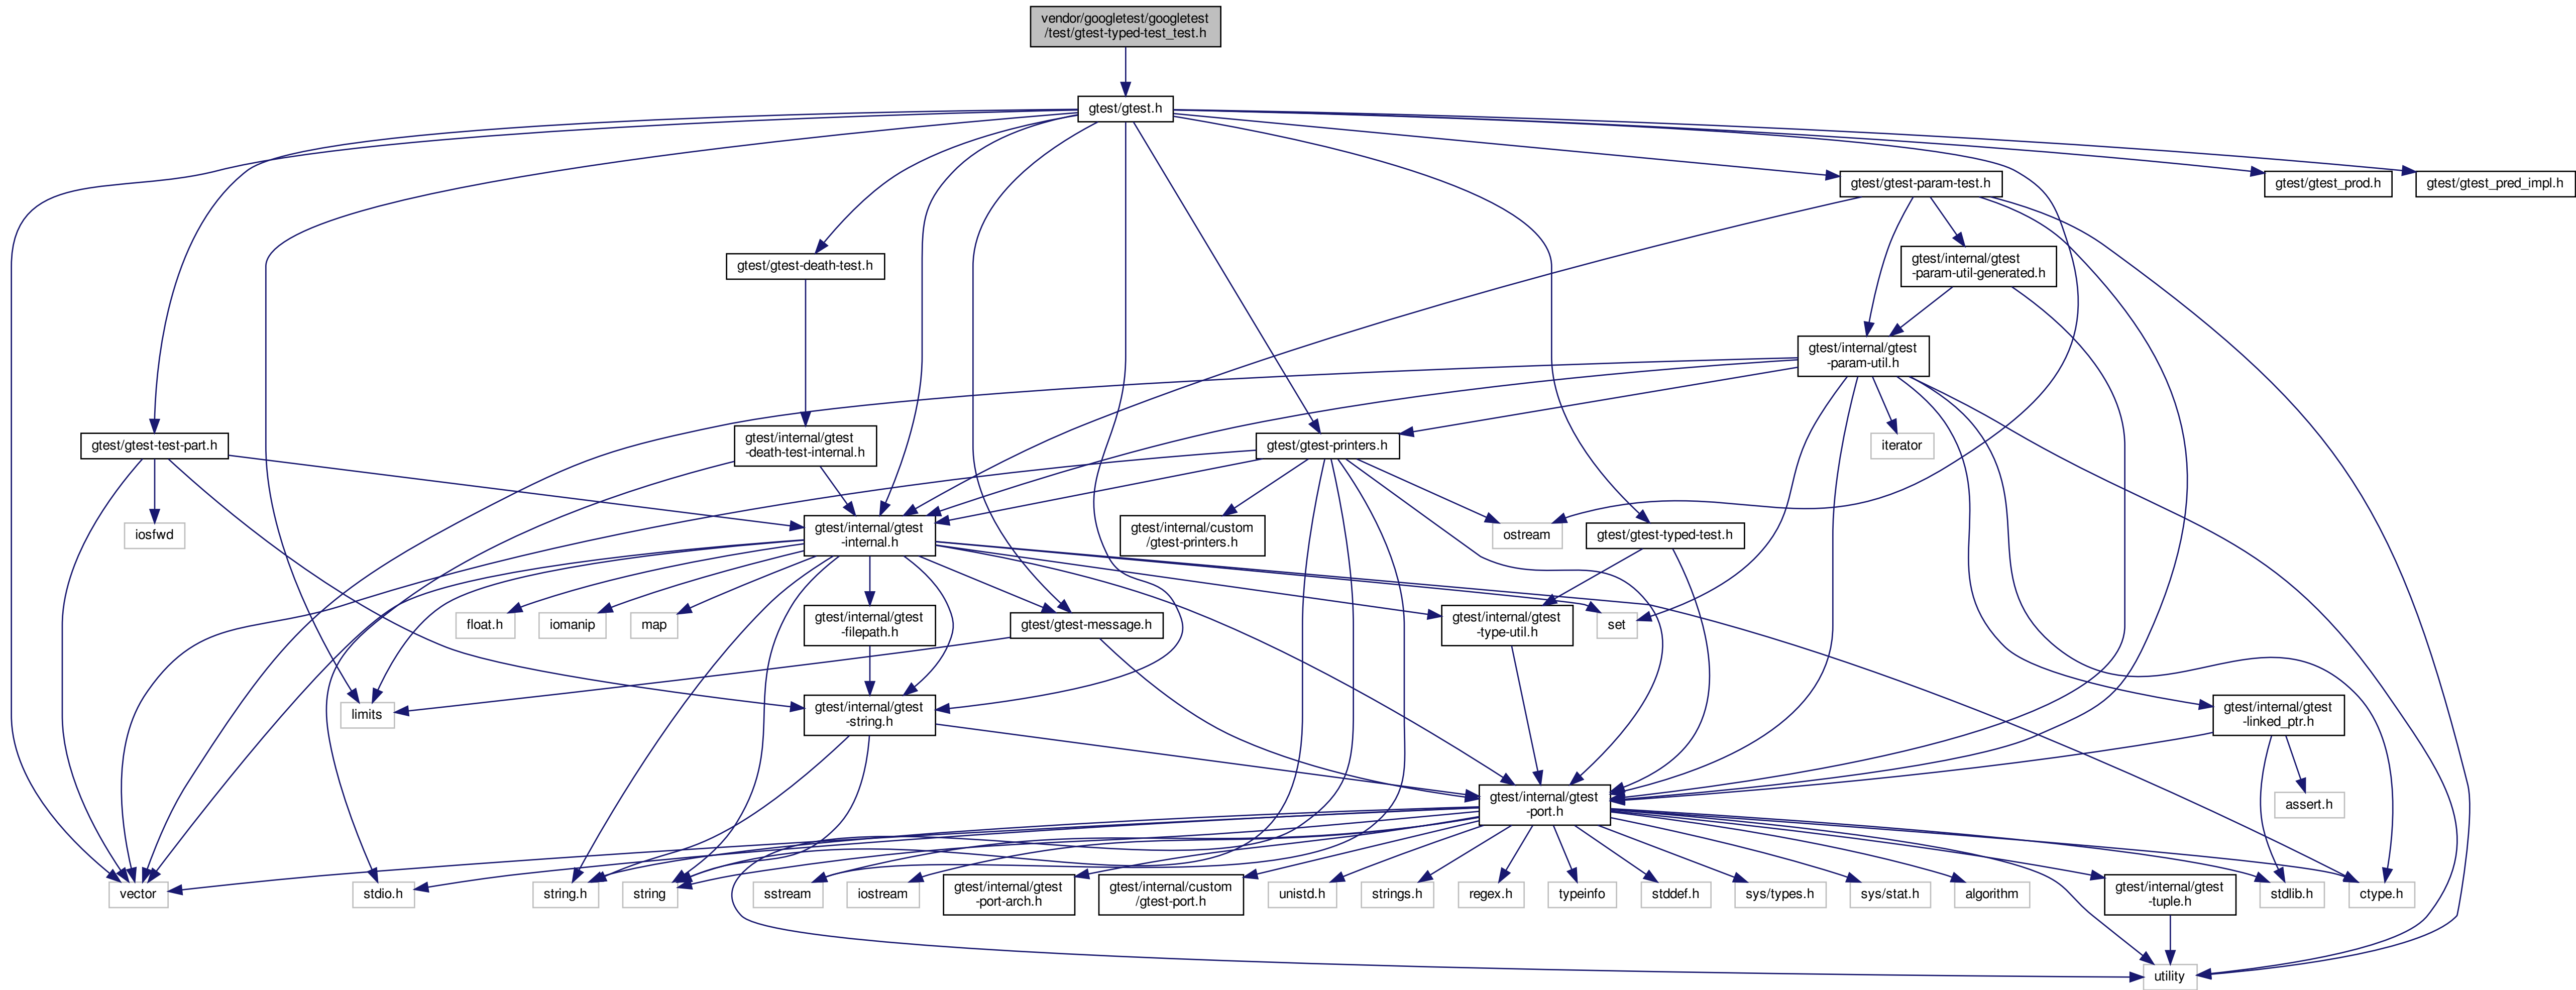 vendor/googletest/googletest
/test/gtest-typed-test_test.h
gtest/gtest.h
gtest/gtest-param-test.h
gtest/gtest_prod.h
gtest/gtest_pred_impl.h
gtest/gtest-death-test.h
gtest/internal/gtest
-param-util-generated.h
gtest/internal/gtest
-param-util.h
gtest/gtest-test-part.h
gtest/internal/gtest
-death-test-internal.h
gtest/gtest-printers.h
iterator
iosfwd
gtest/internal/gtest
-internal.h
gtest/internal/custom
/gtest-printers.h
ostream
gtest/gtest-typed-test.h
float.h
iomanip
map
gtest/internal/gtest
-filepath.h
gtest/gtest-message.h
gtest/internal/gtest
-type-util.h
set
limits
gtest/internal/gtest
-string.h
gtest/internal/gtest
-linked_ptr.h
gtest/internal/gtest
-port.h
assert.h
vector
stdio.h
string.h
string
sstream
iostream
gtest/internal/gtest
-port-arch.h
gtest/internal/custom
/gtest-port.h
unistd.h
strings.h
regex.h
typeinfo
stddef.h
sys/types.h
sys/stat.h
algorithm
gtest/internal/gtest
-tuple.h
stdlib.h
ctype.h
utility